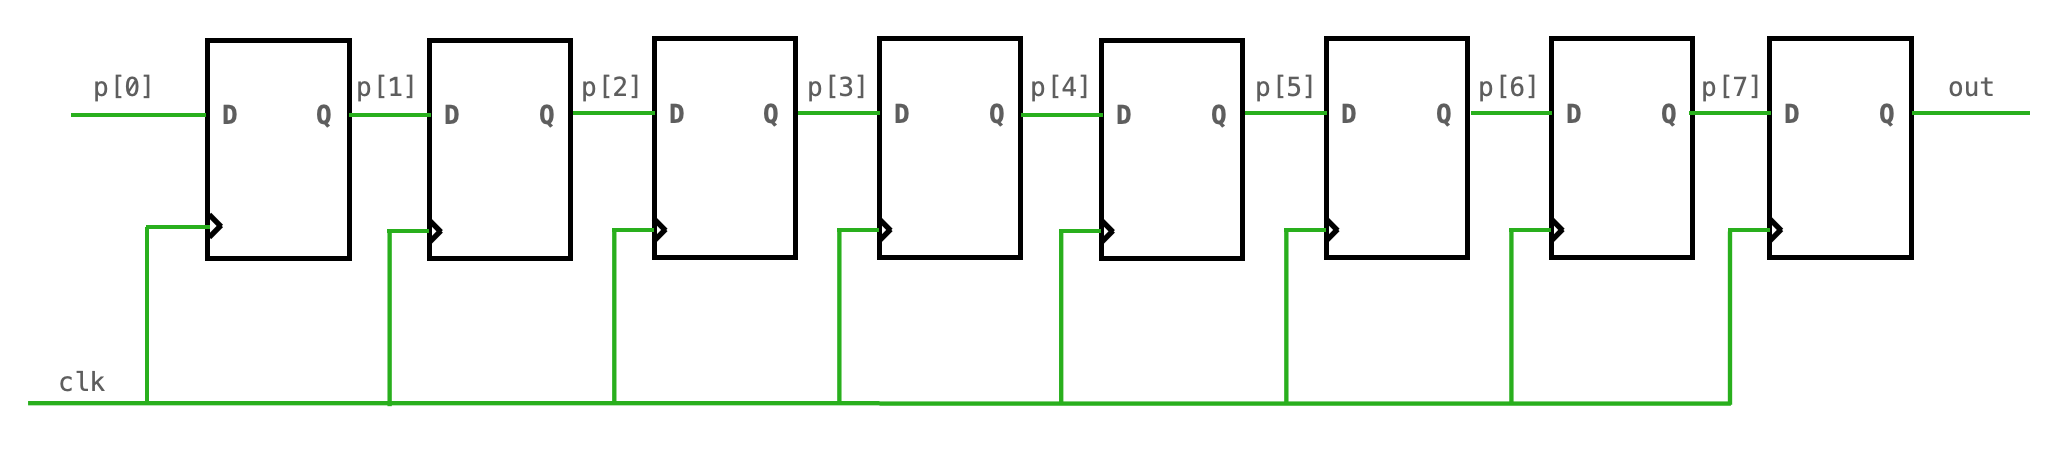 p[0] p[1] p[2] p[3] p[4] p[5] p[6] p[7] out
D Q D Q D Q D Q D Q D Q D Q D Q
clk